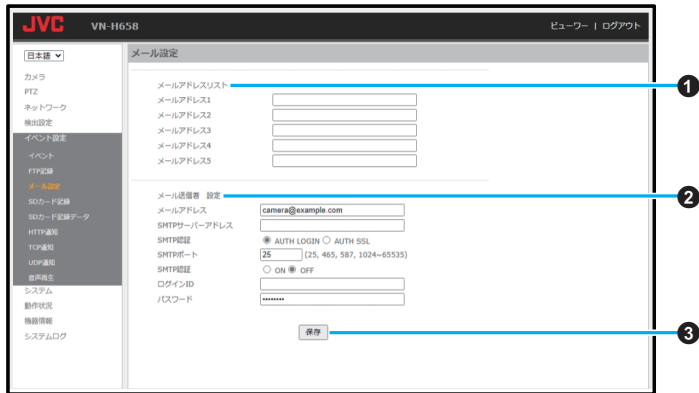 JVC VN-H658 ビューワー | ログアウト
日本語
カメラ
PTZ
ネットワーク
検出設定
イベント設定
イベント
FTP記録
メール設定
SDカード記録
SDカード記録データ
HTTP通知
TCP通知
UDP通知
音声再生
システム
動作状況
機器情報
システムログ
メール設定
メールアドレスリスト 1
メールアドレス1
メールアドレス2
メールアドレス3
メールアドレス4
メールアドレス5
メール送信者 設定 2
メールアドレス camera@example.com
SMTPサーバーアドレス
SMTP認証 AUTH LOGIN AUTH SSL
SMTPポート 25 (25, 465, 587, 1024~65535)
SMTP認証 ON OFF
ログインID
パスワード ••••••••
保存 3